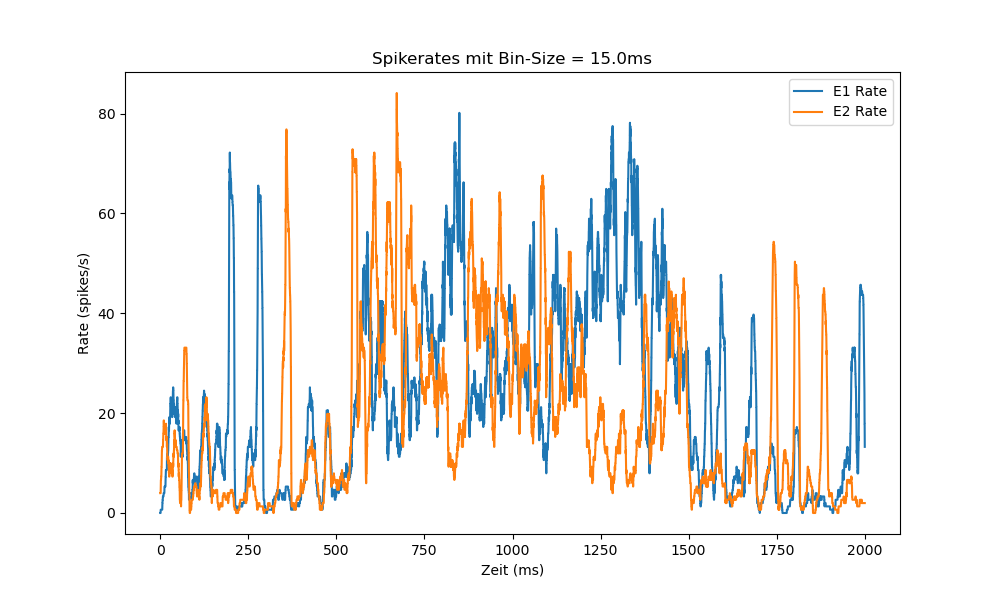 Spikerates mit Bin-Size = 15.0ms
E1 Rate
E2 Rate
80
60
40
20
0
Rate (spikes/s)
0 250 500 750 1000 1250 1500 1750 2000
Zeit (ms)